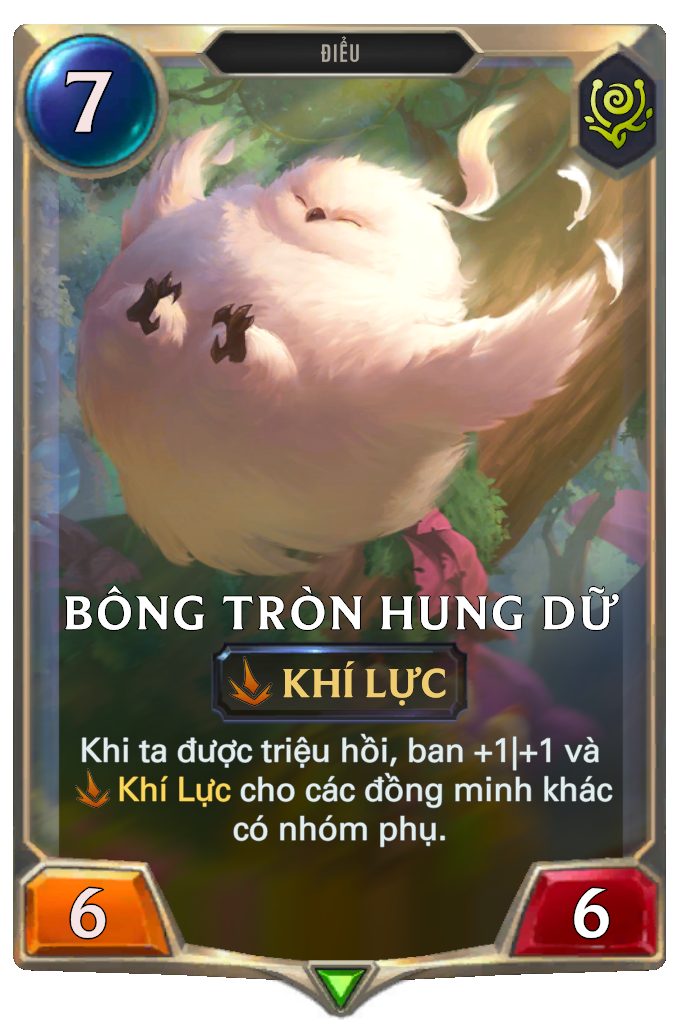 7
ĐIỂU
BÔNG TRÒN HUNG DỮ
KHÍ LỰC
Khi ta được triệu hồi, ban +1|+1 và
Khí Lực cho các đồng minh khác
có nhóm phụ.
6
6